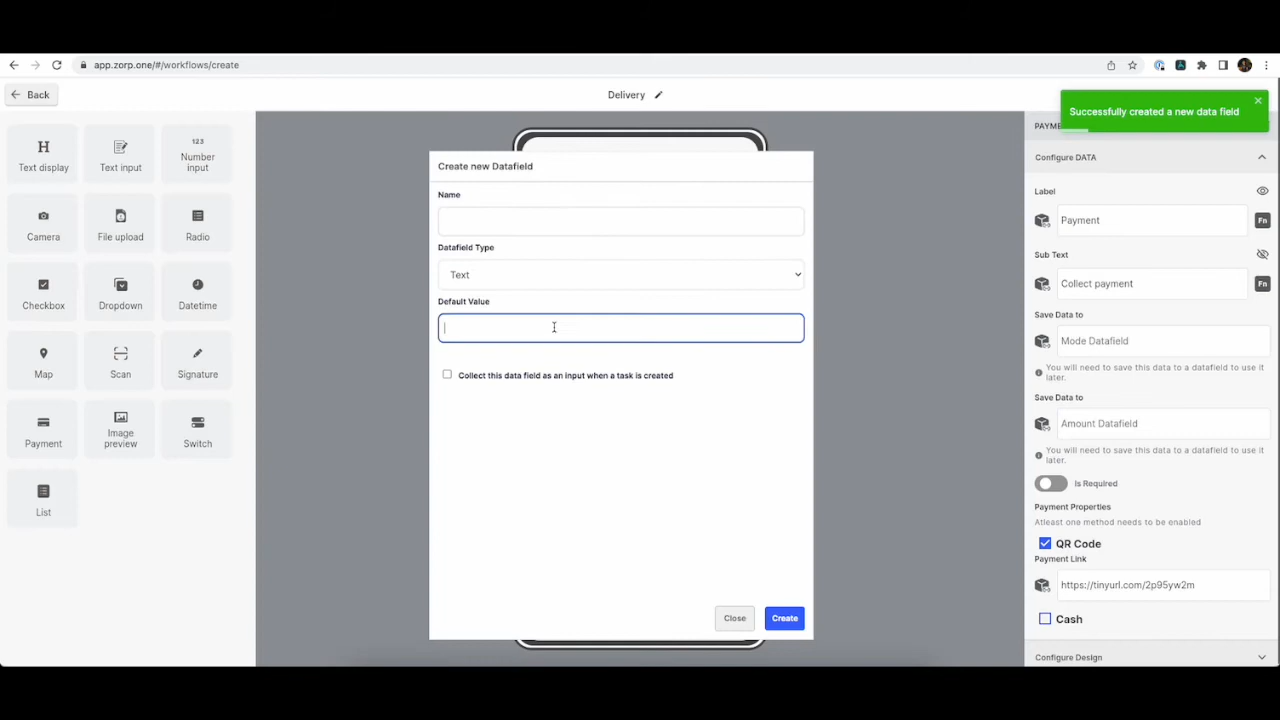 app.zorp.one/#/workflows/create
Back
Delivery
Successfully created a new data field
H
Text display
Text input
123
Number
input
Camera
File upload
Radio
Checkbox
Dropdown
Datetime
Map
Scan
Signature
Payment
Image
preview
Switch
List
Create new Datafield
Name
Datafield Type
Text
Default Value
Collect this data field as an input when a task is created
Close
Create
PAYM
Configure DATA
Label
Payment
Fn
Sub Text
Collect payment
Fn
Save Data to
Mode Datafield
You will need to save this data to a datafield to use it
later.
Save Data to
Amount Datafield
You will need to save this data to a datafield to use it
later.
Is Required
Payment Properties
Atleast one method needs to be enabled
QR Code
Payment Link
https://tinyurl.com/2p95yw2m
Cash
Configure Design